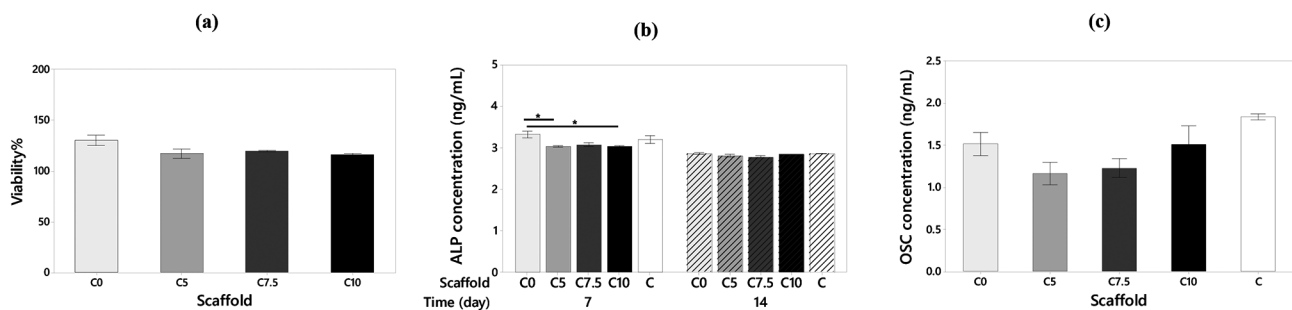 (a)
200
150
100
50
0
Viability%
C0 C5 C7.5 C10
Scaffold
(b)
5
4
3
2
1
0
ALP concentration (ng/mL)
* *
Scaffold C0 C5 C7.5 C10 C C0 C5 C7.5 C10 C
Time (day) 7 14
(c)
2.5
2.0
1.5
1.0
0.5
0.0
OSC concentration (ng/mL)
C0 C5 C7.5 C10 C
Scaffold